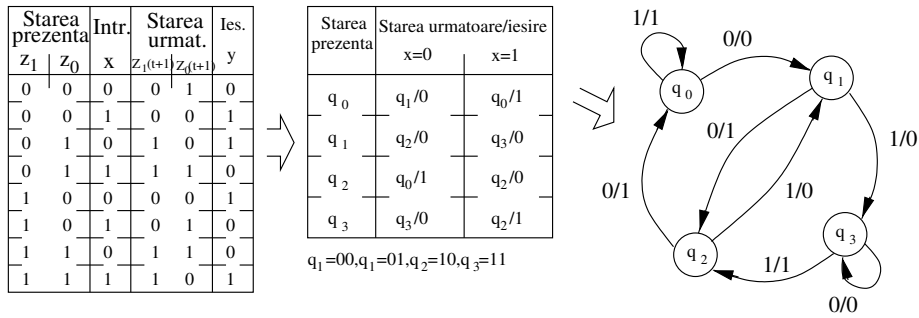 Starea prezenta Intr. Starea urmat. Ies.
z1 z0 x Z1(t+1) Z0(t+1) y
0 0 0 0 1 0
0 0 1 0 0 1
0 1 0 1 0 1
0 1 1 1 1 0
1 0 0 0 0 1
1 0 1 0 1 0
1 1 0 1 1 0
1 1 1 1 0 1
Starea prezenta Starea urmatoare/iesire
x=0 x=1
q0 q1/0 q0/1
q1 q2/0 q3/0
q2 q0/1 q2/0
q3 q3/0 q2/1
q1=00,q1=01,q2=10,q3=11
1/1
0/0
q0
q1
0/1
1/0
0/1
1/0
q2
q3
1/1
0/0